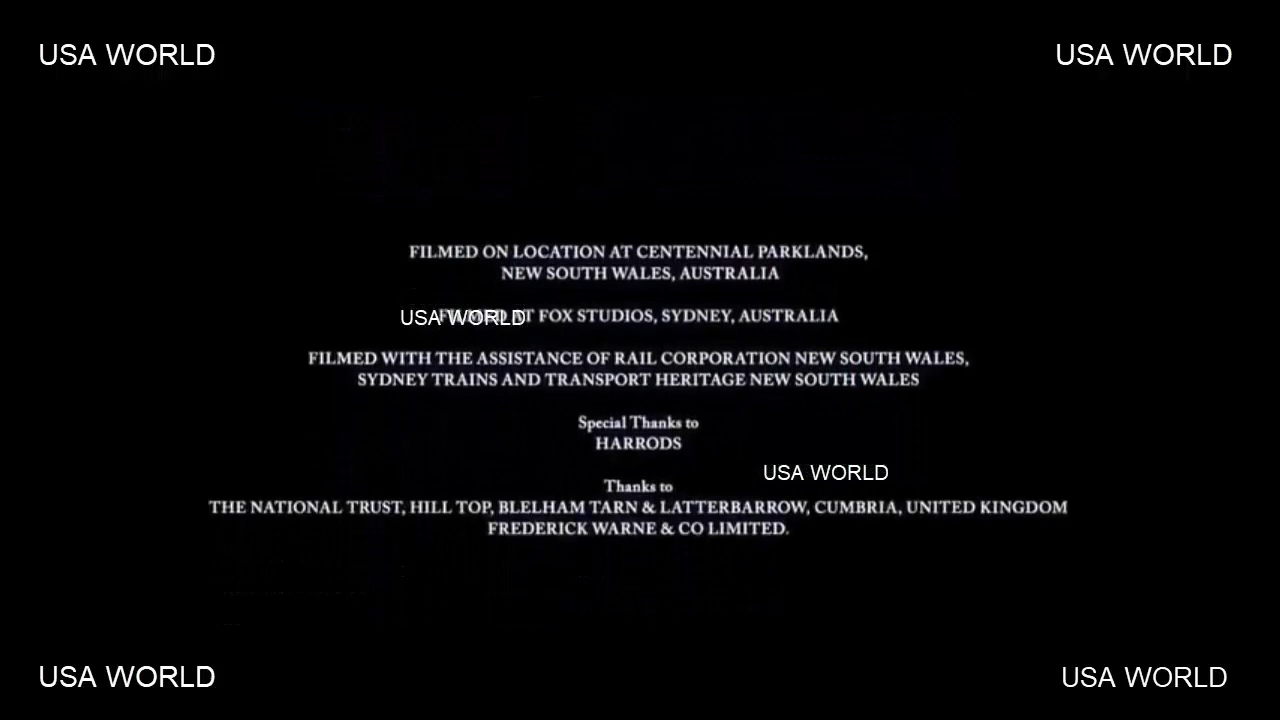 USA WORLD
USA WORLD
FILMED ON LOCATION AT CENTENNIAL PARKLANDS,
NEW SOUTH WALES, AUSTRALIA
USA WORLD
FILMED AT FOX STUDIOS, SYDNEY, AUSTRALIA
FILMED WITH THE ASSISTANCE OF RAIL CORPORATION NEW SOUTH WALES,
SYDNEY TRAINS AND TRANSPORT HERITAGE NEW SOUTH WALES
Special Thanks to
HARRODS
USA WORLD
Thanks to
THE NATIONAL TRUST, HILL TOP, BLELHAM TARN & LATTERBARROW, CUMBRIA, UNITED KINGDOM
FREDERICK WARNE & CO LIMITED.
USA WORLD
USA WORLD